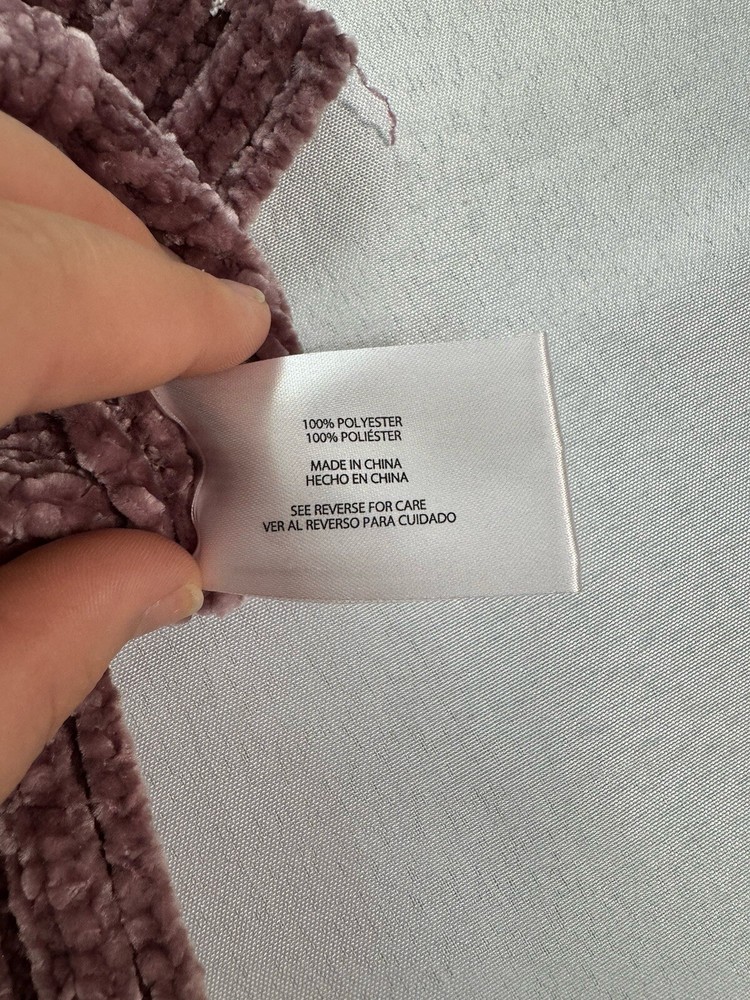 100% POLYESTER
100% POLIÉSTER
MADE IN CHINA
HECHO EN CHINA
SEE REVERSE FOR CARE
VER AL REVERSO PARA CUIDADO